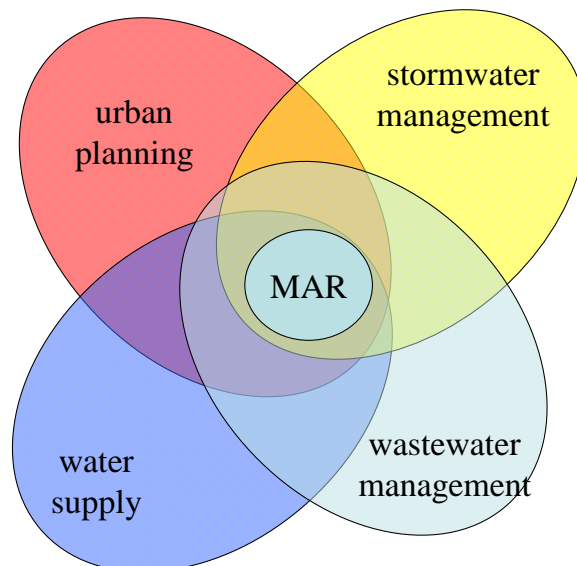 urban
planning
stormwater
management
MAR
water
supply
wastewater
management